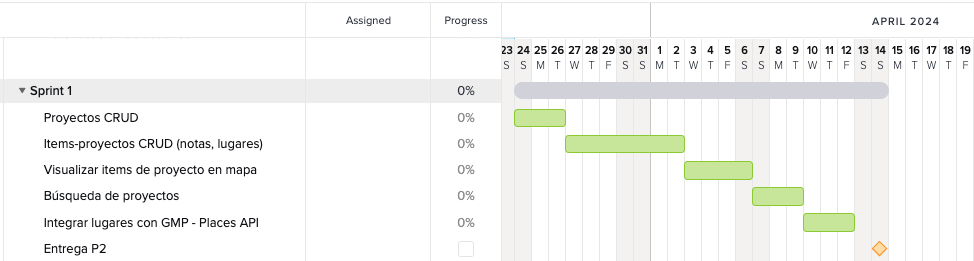 Assigned Progress APRIL 2024
23 24 25 26 27 28 29 30 31 1 2 3 4 5 6 7 8 9 10 11 12 13 14 15 16 17 18 19
S S M T W T F S S M T W T F S S M T W T F S S M T W T F
Sprint 1 0%
Proyectos CRUD 0%
Items-proyectos CRUD (notas, lugares) 0%
Visualizar items de proyecto en mapa 0%
Búsqueda de proyectos 0%
Integrar lugares con GMP - Places API 0%
Entrega P2